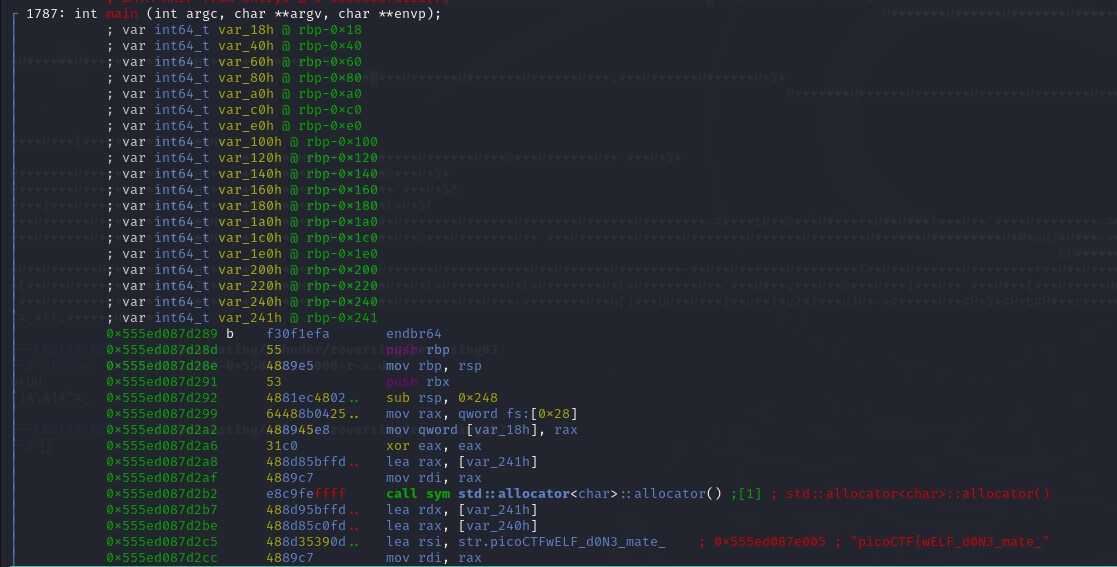 1787: int main (int argc, char **argv, char **envp);
; var int64_t var_18h @ rbp-0×18
; var int64_t var_40h @ rbp-0×40
; var int64_t var_60h @ rbp-0×60
; var int64_t var_80h @ rbp-0×80
; var int64_t var_a0h @ rbp-0×a0
; var int64_t var_c0h @ rbp-0×c0
; var int64_t var_e0h @ rbp-0×e0
; var int64_t var_100h @ rbp-0×100
; var int64_t var_120h @ rbp-0×120
; var int64_t var_140h @ rbp-0×140
; var int64_t var_160h @ rbp-0×160
; var int64_t var_180h @ rbp-0×180
; var int64_t var_1a0h @ rbp-0×1a0
; var int64_t var_1c0h @ rbp-0×1c0
; var int64_t var_1e0h @ rbp-0×1e0
; var int64_t var_200h @ rbp-0×200
; var int64_t var_220h @ rbp-0×220
; var int64_t var_240h @ rbp-0×240
; var int64_t var_241h @ rbp-0×241
0×555ed087d289 b f30f1efa endbr64
0×555ed087d28d 55 push rbp
0×555ed087d28e 4889e5 mov rbp, rsp
0×555ed087d291 53 push rbx
0×555ed087d292 4881ec4802.. sub rsp, 0×248
0×555ed087d299 64488b0425.. mov rax, qword fs:[0×28]
0×555ed087d2a2 488945e8 mov qword [var_18h], rax
0×555ed087d2a6 31c0 xor eax, eax
0×555ed087d2a8 488d85bffd.. lea rax, [var_241h]
0×555ed087d2af 4889c7 mov rdi, rax
0×555ed087d2b2 e8c9feffff call sym std::allocator<char>::allocator() ;[1] ; std::allocator<char>::allocator()
0×555ed087d2b7 488d95bffd.. lea rdx, [var_241h]
0×555ed087d2be 488d85c0fd.. lea rax, [var_240h]
0×555ed087d2c5 488d35390d.. lea rsi, str.picoCTFwELF_d0N3_mate_ ; 0×555ed087e005 ; "picoCTF{wELF_d0N3_mate_"
0×555ed087d2cc 4889c7 mov rdi, rax